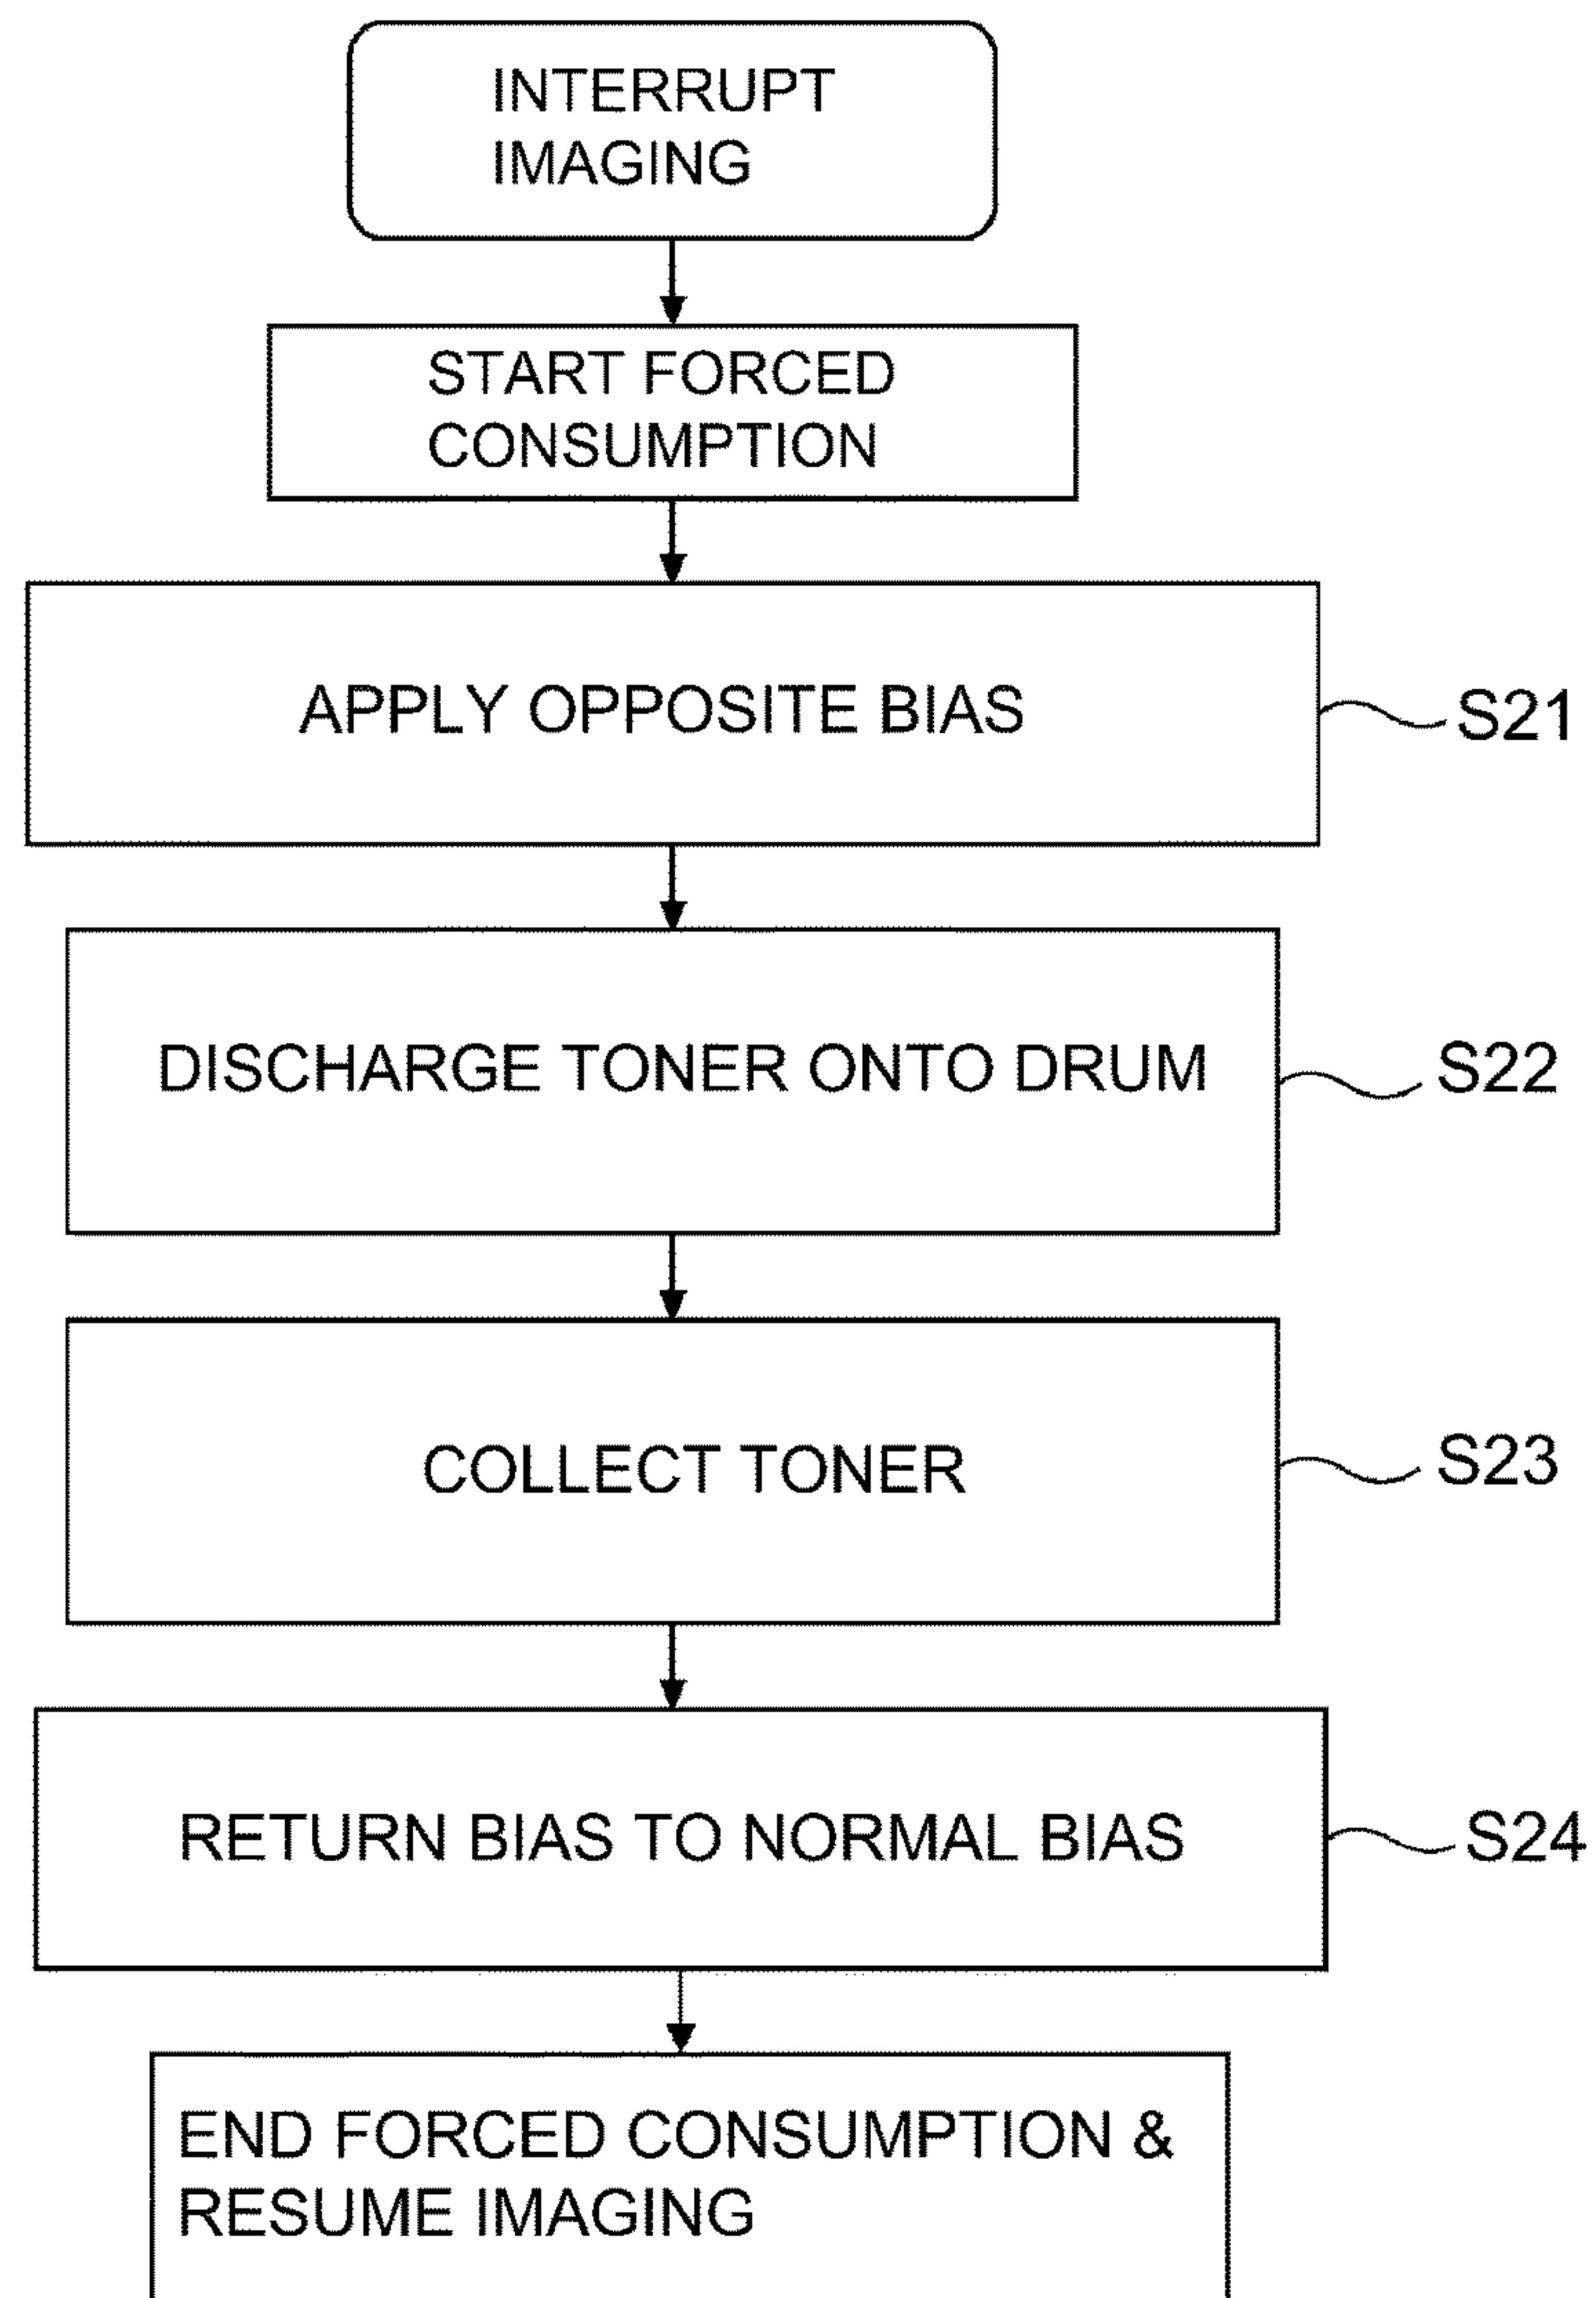 INTERRUPT
IMAGING
START FORCED
CONSUMPTION
APPLY OPPOSITE BIAS
S21
DISCHARGE TONER ONTO DRUM
S22
COLLECT TONER
S23
RETURN BIAS TO NORMAL BIAS
S24
END FORCED CONSUMPTION &
RESUME IMAGING